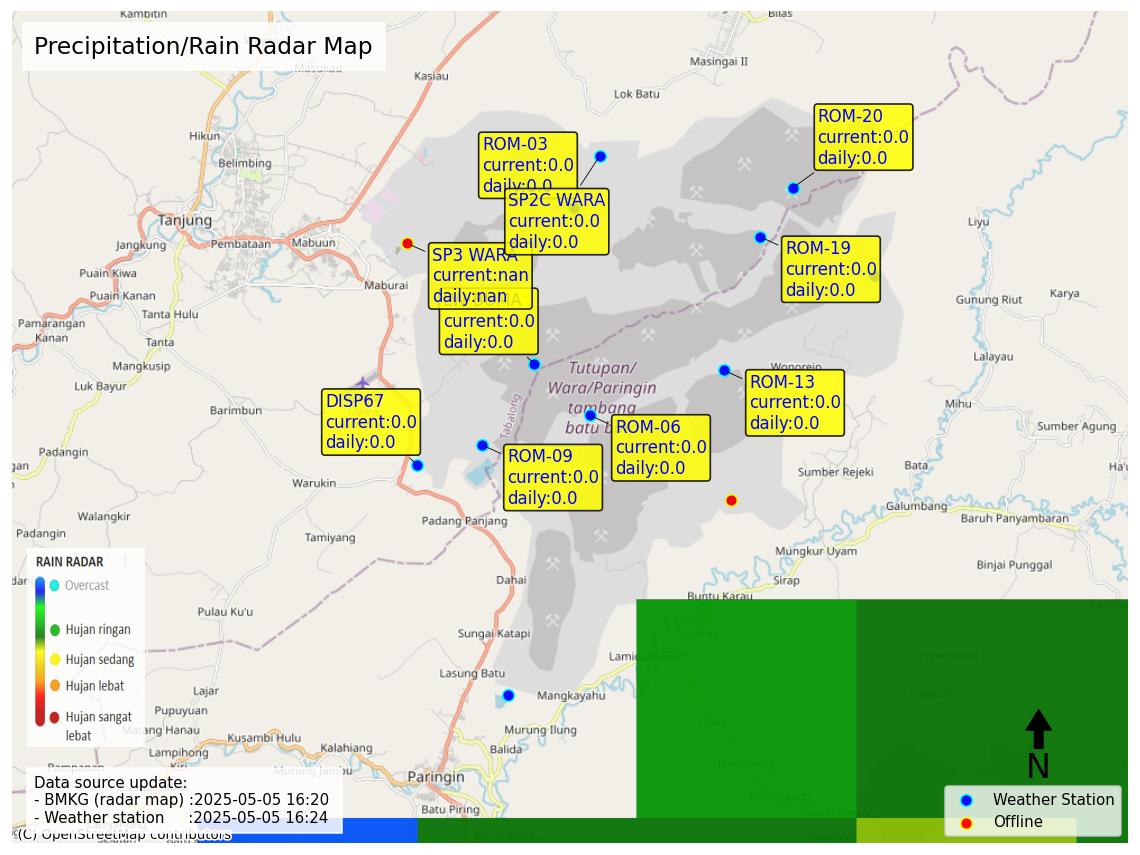 Kambitin
Bilas
Precipitation/Rain Radar Map
Masukau
Kasiau
Masingai II
Lok Batu
Hikun
Belimbing
ROM-03
current:0.0
daily:0.0
ROM-20
current:0.0
daily:0.0
SP2C WARA
current:0.0
daily:0.0
Tanjung
Jangkung
Pembataan
Mabuun
Liyu
SP3 WARA
current:nan
daily:nan
ROM-19
current:0.0
daily:0.0
Puain Kiwa
Puain Kanan
Maburai
Gunung Riut
Karya
current:0.0
daily:0.0
Tanta Hulu
Pamarangan
Kanan
Tanta
Mangkusip
Luk Bayur
Lalayau
Wonorejo
Tutupan/
Wara/Paringin
tambang
batu b
Tabalong
ROM-13
current:0.0
daily:0.0
DISP67
current:0.0
daily:0.0
Barimbun
Mihu
ROM-06
current:0.0
daily:0.0
Sumber Agung
ROM-09
current:0.0
daily:0.0
gan
Bata
Ha'u
Sumber Rejeki
Warukin
Galumbang
Walangkir
Padang Panjang
Baruh Panyambaran
Padangin
Tamiyang
Mungkur Uyam
Binjai Punggal
RAIN RADAR
Overcast
Hujan ringan
Hujan sedang
Hujan lebat
Hujan sangat
lebat
Dahai
Sirap
Buntu Karau
Pulau Ku'u
Sungai Katapi
Lasung Batu
Lajar
Mangkayahu
Pupuyuan
Matang Hanau
Kusambi Hulu
Murung Ilung
Lampihong
Kiri
Kalahiang
Balida
Murung Jambu
Paringin
Batu Piring
Data source update:
- BMKG (radar map) :2025-05-05 16:20
- Weather station :2025-05-05 16:24
(C) OpenStreetMap contributors
N
Weather Station
Offline